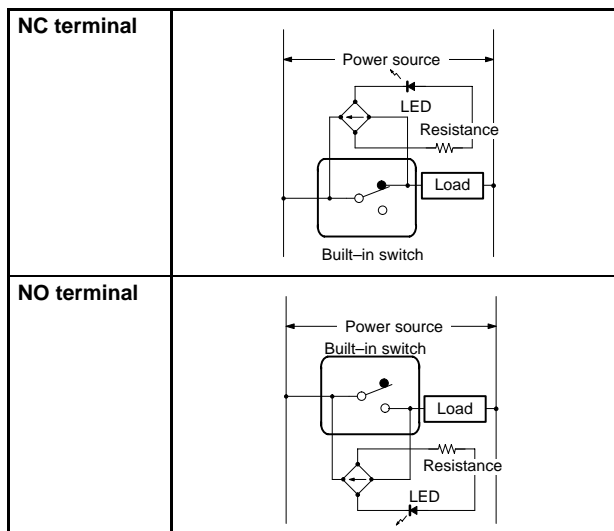 NC terminal
Power source
LED
Resistance
Load
Built–in switch
NO terminal
Power source
Built–in switch
Load
Resistance
LED